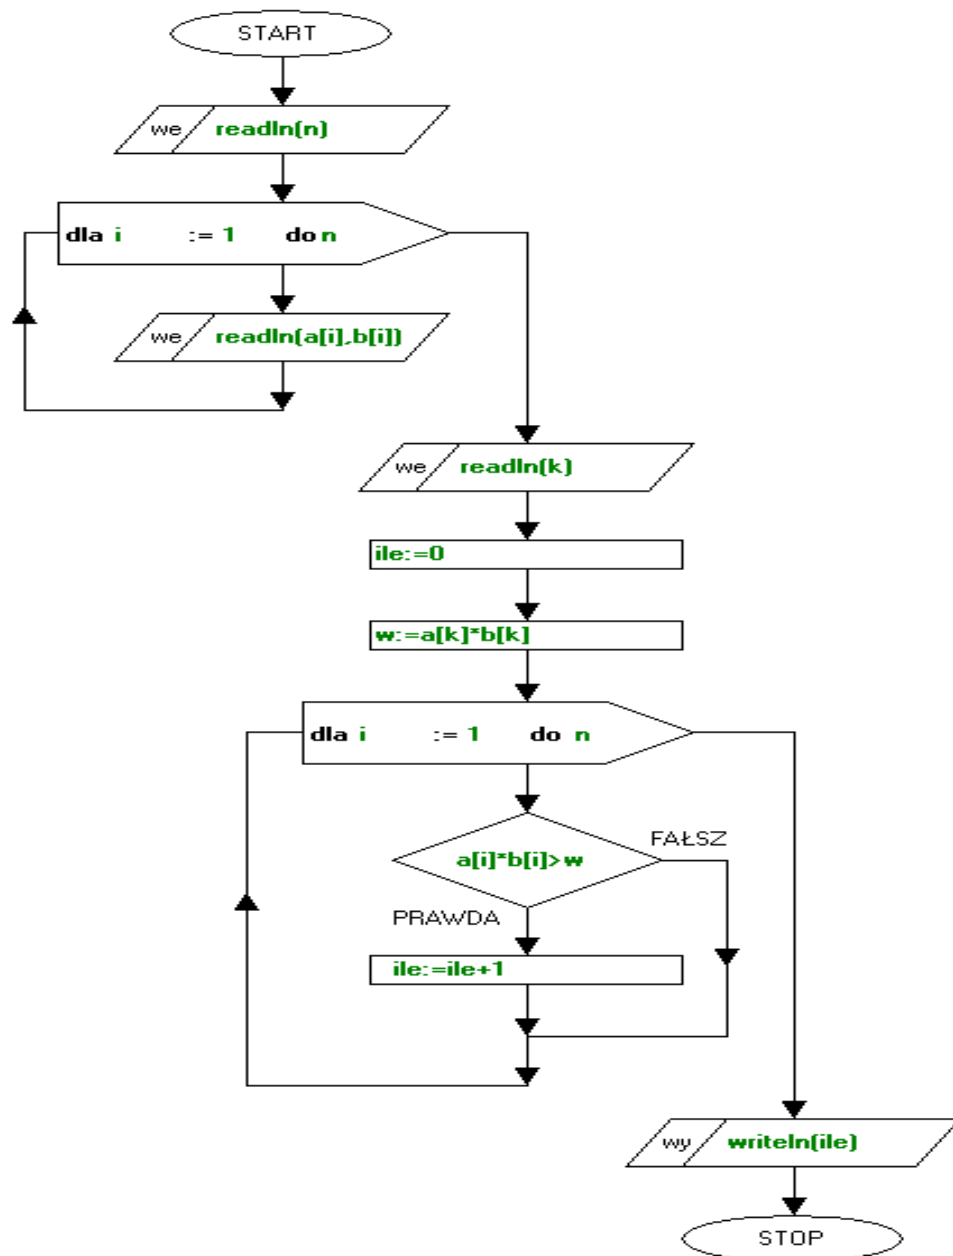 START
we readln(n)
dla i := 1 do n
we readln(a[i],b[i])
we readln(k)
ile:=0
w:=a[k]*b[k]
dla i := 1 do n
FAŁSZ
a[i]*b[i]>w
PRAWDA
ile:=ile+1
wy writeln(ile)
STOP